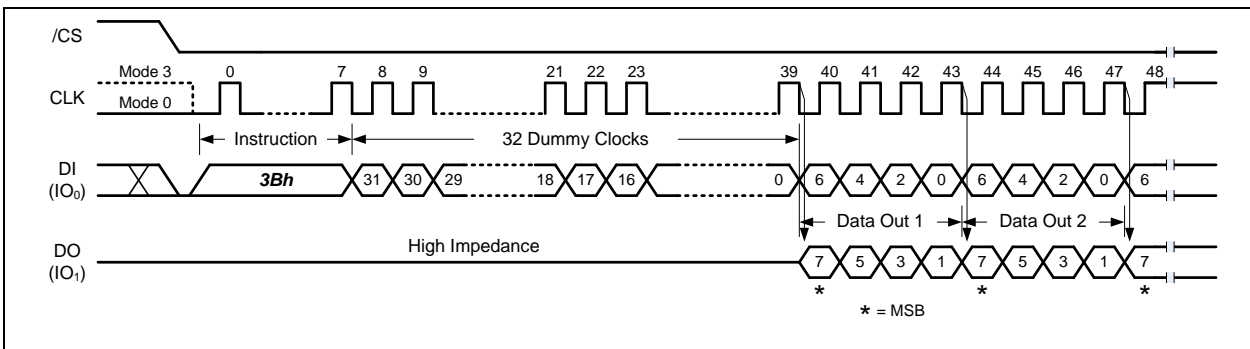 /CS
Mode 3 0 7 8 9 21 22 23 39 40 41 42 43 44 45 46 47 48
CLK
Mode 0
Instruction 32 Dummy Clocks
DI
(IO₀)
3Bh 31 30 29 18 17 16 0 6 4 2 0 6 4 2 0 6
Data Out 1 Data Out 2
High Impedance
DO
(IO₁)
7 5 3 1 7 5 3 1 7
* * *
* = MSB